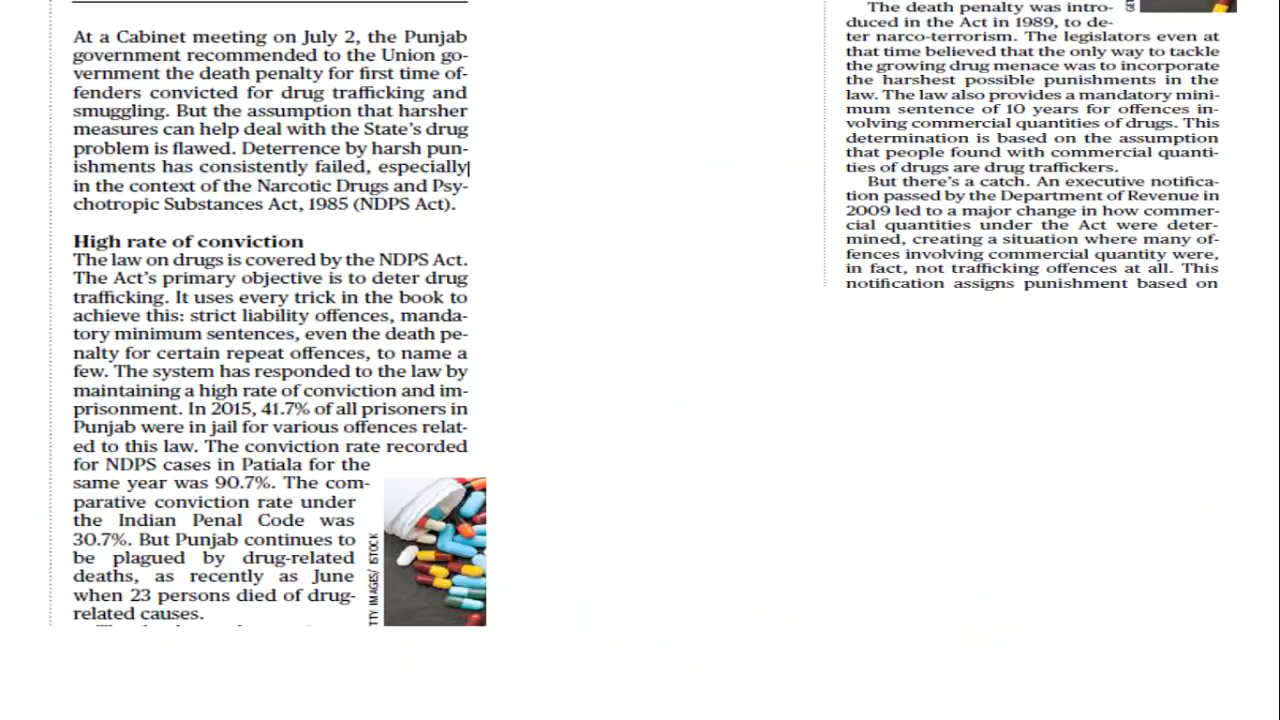 At a Cabinet meeting on July 2, the Punjab
government recommended to the Union go-
vernment the death penalty for first time of-
fenders convicted for drug trafficking and
smuggling. But the assumption that harsher
measures can help deal with the State's drug
problem is flawed. Deterrence by harsh pun-
ishments has consistently failed, especially
in the context of the Narcotic Drugs and Psy-
chotropic Substances Act, 1985 (NDPS Act).
High rate of conviction
The law on drugs is covered by the NDPS Act.
The Act's primary objective is to deter drug
trafficking. It uses every trick in the book to
achieve this: strict liability offences, manda-
tory minimum sentences, even the death pe-
nalty for certain repeat offences, to name a
few. The system has responded to the law by
maintaining a high rate of conviction and im-
prisonment. In 2015, 41.7% of all prisoners in
Punjab were in jail for various offences relat-
ed to this law. The conviction rate recorded
for NDPS cases in Patiala for the
same year was 90.7%. The com-
parative conviction rate under
the Indian Penal Code was
30.7%. But Punjab continues to
be plagued by drug-related
deaths, as recently as June
when 23 persons died of drug-
related causes.
TTY IMAGES/ ISTOCK
The death penalty was intro-
duced in the Act in 1989, to de-
ter narco-terrorism. The legislators even at
that time believed that the only way to tackle
the growing drug menace was to incorporate
the harshest possible punishments in the
law. The law also provides a mandatory mini-
mum sentence of 10 years for offences in-
volving commercial quantities of drugs. This
determination is based on the assumption
that people found with commercial quanti-
ties of drugs are drug traffickers.
But there's a catch. An executive notifica-
tion passed by the Department of Revenue in
2009 led to a major change in how commer-
cial quantities under the Act were deter-
mined, creating a situation where many of-
fences involving commercial quantity were,
in fact, not trafficking offences at all. This
notification assigns punishment based on